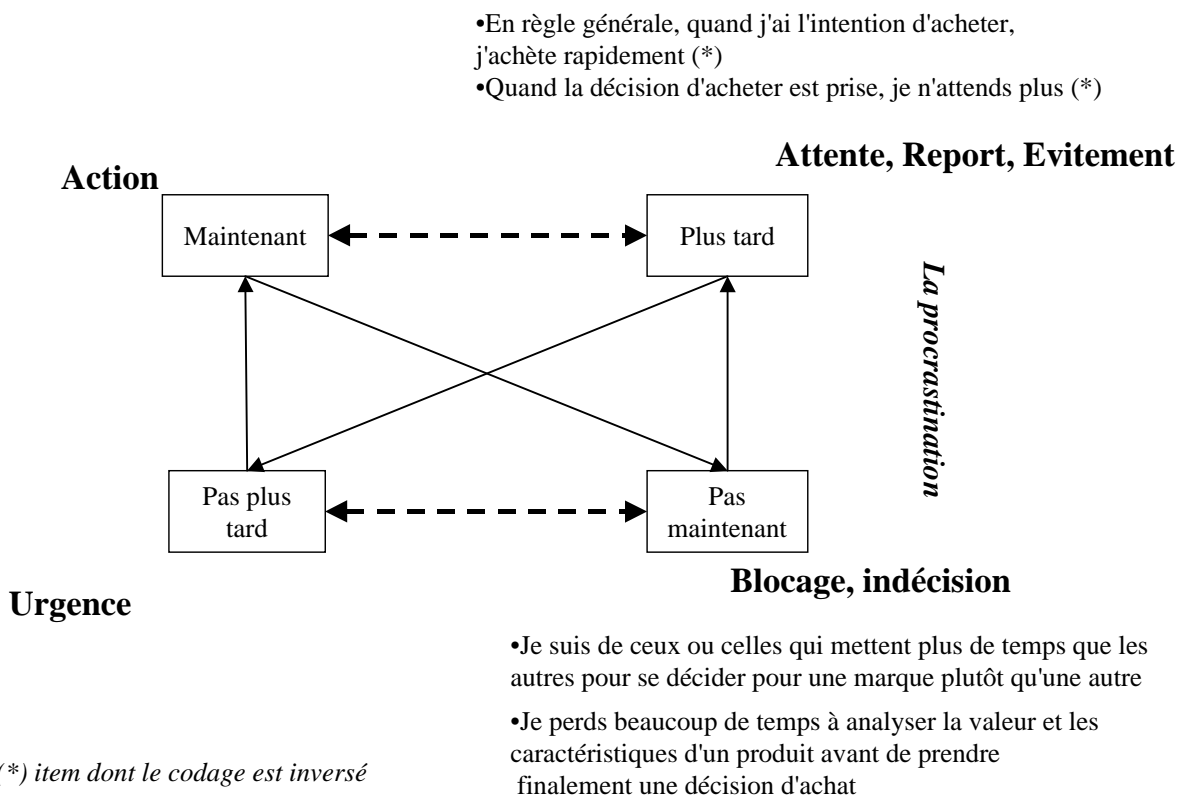 •En règle générale, quand j'ai l'intention d'acheter,
j'achète rapidement (*)
•Quand la décision d'acheter est prise, je n'attends plus (*)
Attente, Report, Evitement
Action
Maintenant
Plus tard
La procrastination
Pas plus
tard
Pas
maintenant
Blocage, indécision
Urgence
•Je suis de ceux ou celles qui mettent plus de temps que les
autres pour se décider pour une marque plutôt qu'une autre
•Je perds beaucoup de temps à analyser la valeur et les
caractéristiques d'un produit avant de prendre
finalement une décision d'achat
(*) item dont le codage est inversé